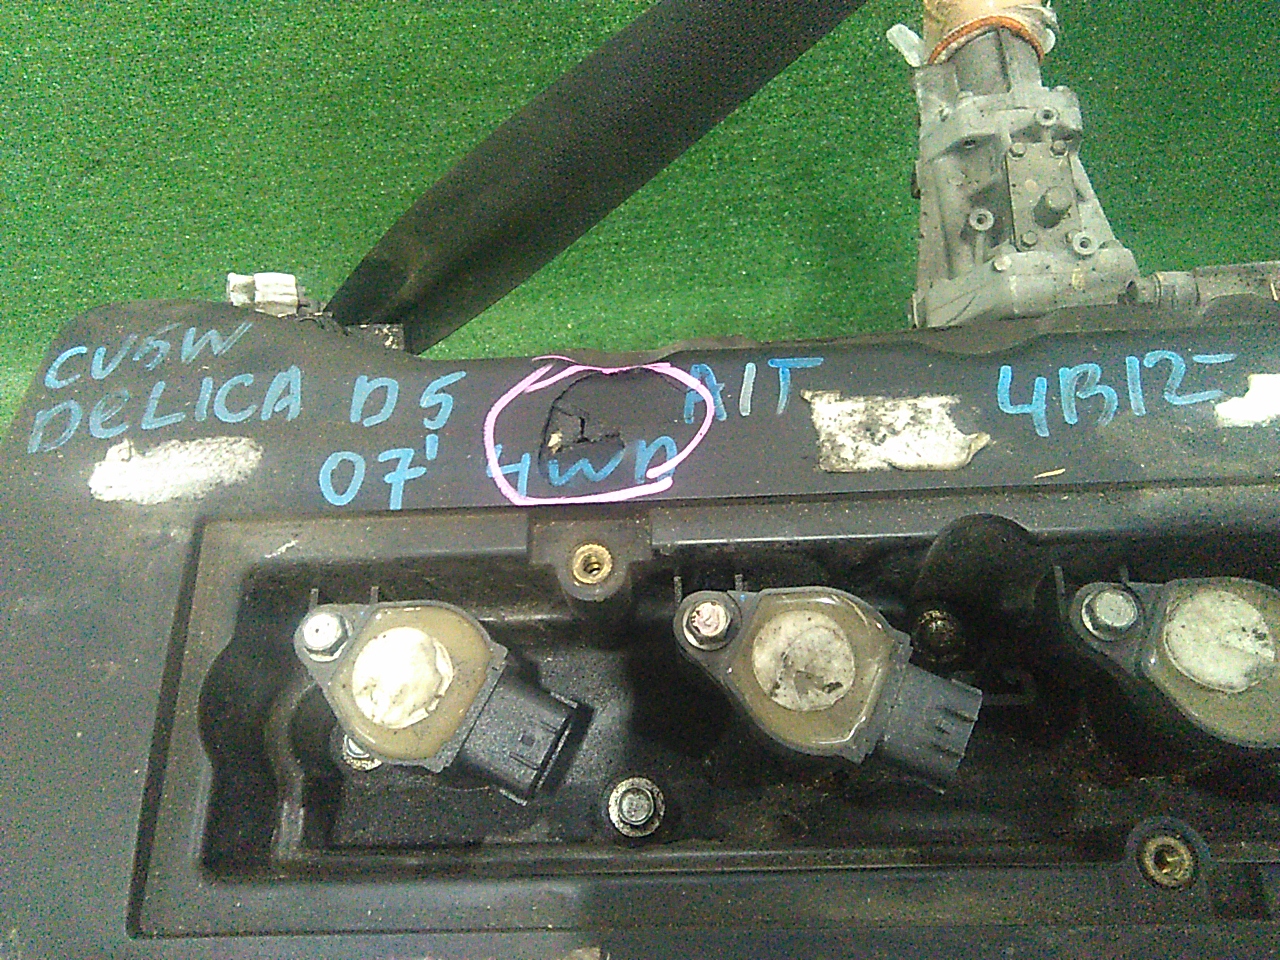 CV5W
DELICA D5 A/T 4B12-
07' 4WD